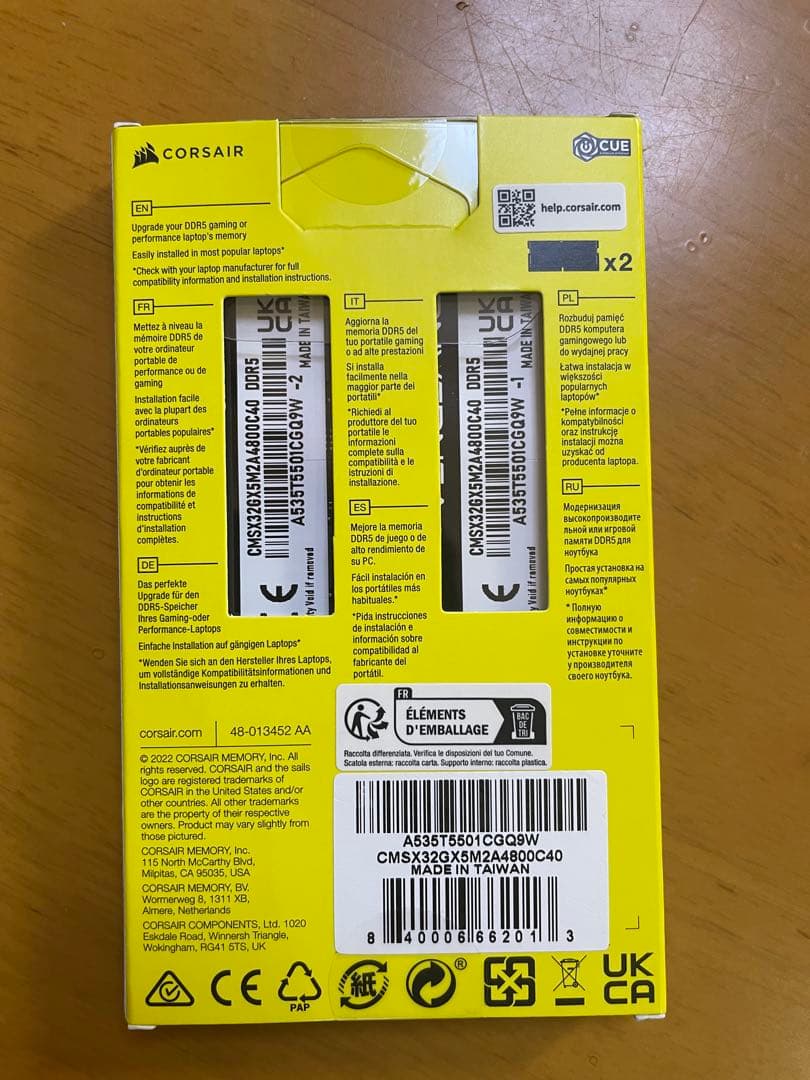 CORSAIR
iCUE
help.corsair.com
x2
EN
Upgrade your DDR5 gaming or
performance laptop's memory
Easily installed in most popular laptops*
*Check with your laptop manufacturer for full
compatibility information and installation instructions.
FR
Mettez à niveau la
mémoire DDR5 de
votre ordinateur
portable de
performance ou de
gaming
Installation facile
avec la plupart des
ordinateurs
portables populaires*
*Vérifiez auprès de
votre fabricant
d'ordinateur portable
pour obtenir les
informations de
compatibilité et
instructions
d'installation
complètes.
DE
Das perfekte
Upgrade für den
DDR5-Speicher
Ihres Gaming-oder
Performance-Laptops
Einfache Installation auf gängigen Laptops*
*Wenden Sie sich an den Hersteller Ihres Laptops,
um vollständige Kompatibilitätsinformationen und
Installationsanweisungen zu erhalten.
CMSX32GX5M2A4800C40 DDR5
A535T5501CGQ9W -2
MADE IN TAIWAN
UK
CA
CE
ty Void if removed
IT
Aggiorna la
memoria DDR5 del
tuo portatile gaming
o ad alte prestazioni
Si installa
facilmente nella
maggior parte dei
portatili*
*Richiedi al
produttore del tuo
portatile le
informazioni
complete sulla
compatibilità e le
istruzioni di
installazione.
ES
Mejore la memoria
DDR5 de juego o de
alto rendimiento de
su PC.
Fácil instalación en
los portátiles más
habituales.*
*Pida instrucciones
de instalación e
información sobre
compatibilidad al
fabricante del
portátil.
CMSX32GX5M2A4800C40 DDR5
A535T5501CGQ9W -1
MADE IN TAIWA
UK
CA
CE
ty Void if removed
PL
Rozbuduj pamięć
DDR5 komputera
gamingowego lub
do wydajnej pracy
Łatwa instalacja w
większości
popularnych
laptopów*
*Pełne informacje o
kompatybilności
oraz instrukcję
instalacji można
uzyskać od
producenta laptopa.
RU
Модернизация
высокопроизводите
льной или игровой
памяти DDR5 для
ноутбука
Простая установка на
самых популярных
ноутбуках*
* Полную
информацию о
совместимости и
инструкции по
установке уточните
у производителя
своего ноутбука.
corsair.com
48-013452 AA
© 2022 CORSAIR MEMORY, Inc. All
rights reserved. CORSAIR and the sails
logo are registered trademarks of
CORSAIR in the United States and/or
other countries. All other trademarks
are the property of their respective
owners. Product may vary slightly from
those pictured.
CORSAIR MEMORY, Inc.
115 North McCarthy Blvd,
Milpitas, CA 95035, USA
CORSAIR MEMORY, BV.
Wormerweg 8, 1311 XB,
Almere, Netherlands
CORSAIR COMPONENTS, Ltd. 1020
Eskdale Road, Winnersh Triangle,
Wokingham, RG41 5TS, UK
FR
ÉLÉMENTS
D'EMBALLAGE
BAC
DE
TRI
Raccolta differenziata. Verifica le disposizioni del tuo Comune.
Scatola esterna: raccolta carta. Supporto interno: raccolta plastica.
A535T5501CGQ9W
CMSX32GX5M2A4800C40
MADE IN TAIWAN
8 40006 66201 3
CE
PAP
紙
®
UK
CA